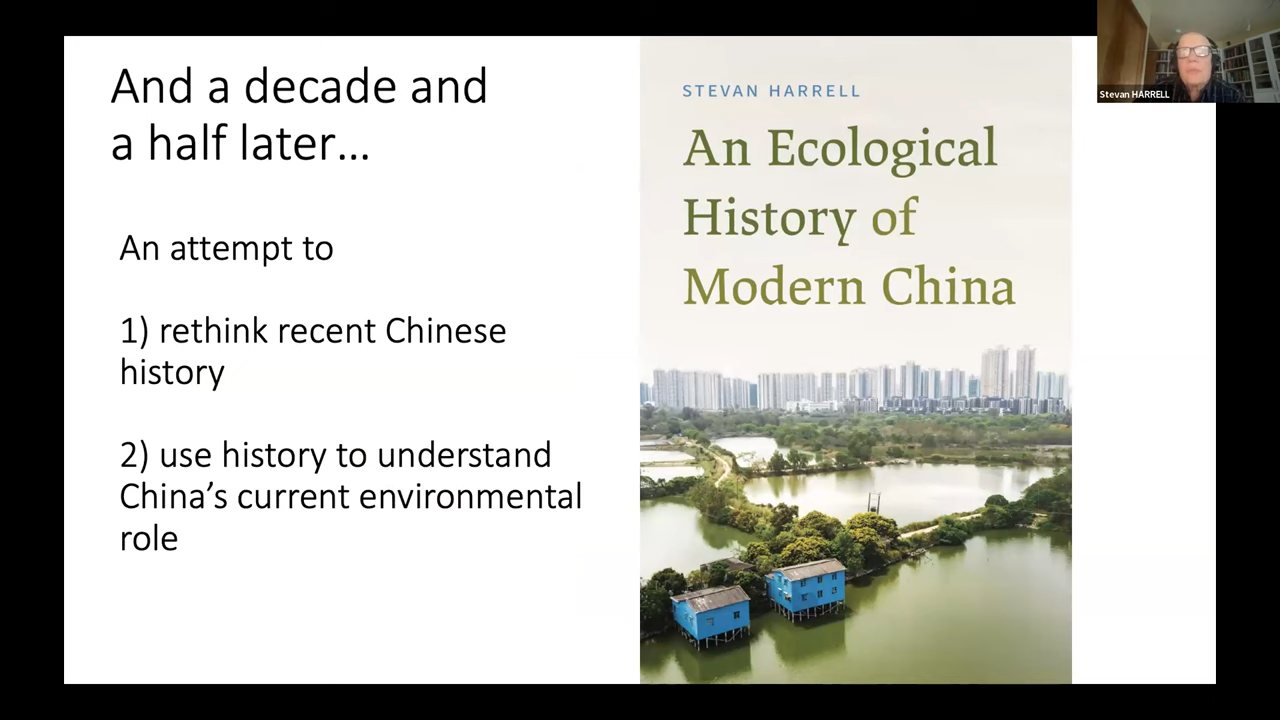 And a decade and
a half later…
An attempt to
1) rethink recent Chinese
history
2) use history to understand
China’s current environmental
role
STEVAN HARRELL
An Ecological
History of
Modern China
Stevan HARRELL